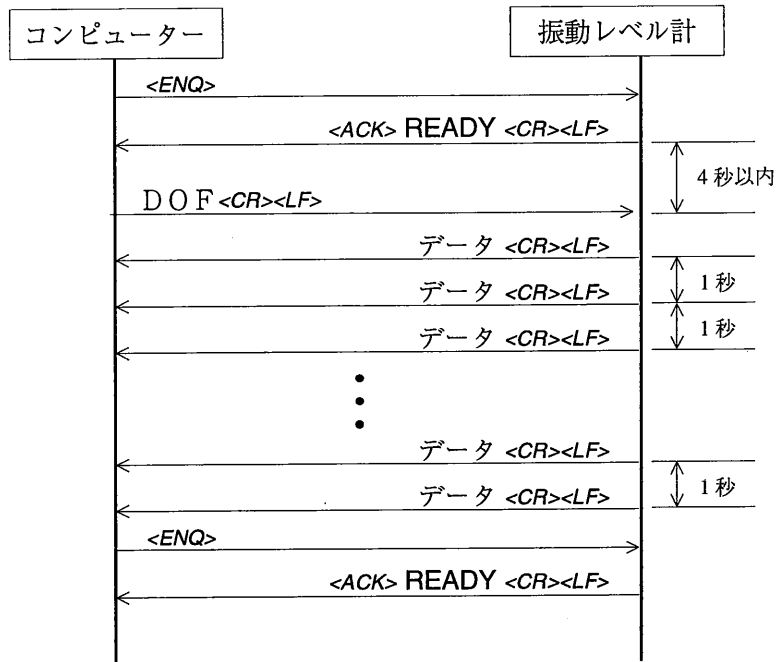 コンピューター
振動レベル計
<ENQ>
<ACK> READY <CR><LF>
4秒以内
DOF<CR><LF>
データ <CR><LF>
1秒
データ <CR><LF>
1秒
データ <CR><LF>
データ <CR><LF>
1秒
データ <CR><LF>
<ENQ>
<ACK> READY <CR><LF>